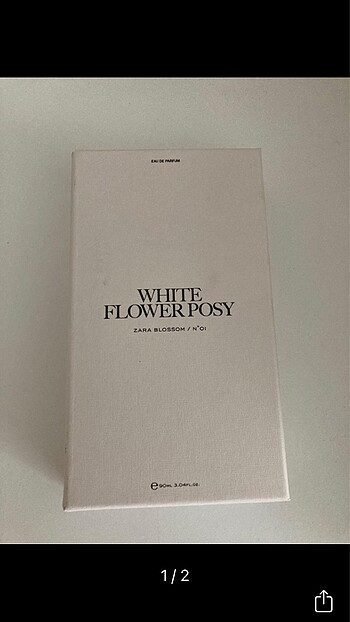 EAU DE PARFUM
WHITE
FLOWER POSY
ZARA BLOSSOM / N°01
e 90ML 3.04FL.OZ.
1/2